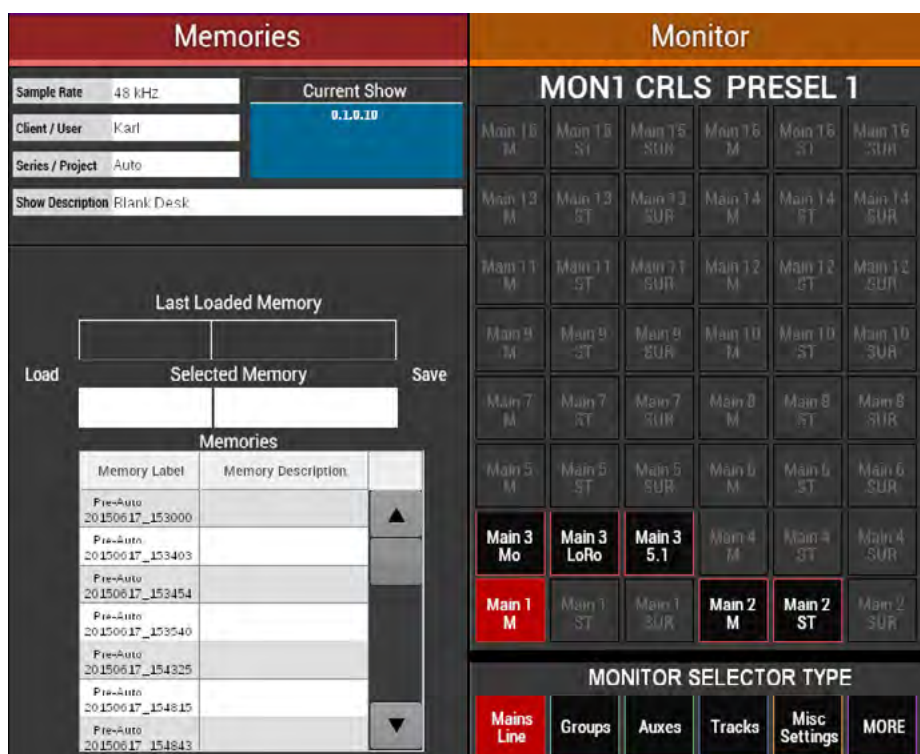 Memories
Sample Rate 48 kHz
Client / User Karl
Series / Project Auto
Show Description Blank Desk
Current Show
0.1.0.10
Last Loaded Memory
Load Selected Memory Save
Memories
Memory Label Memory Description
Pre-Auto
20150617_153000
Pre-Auto
20150617_153403
Pre-Auto
20150617_153454
Pre-Auto
20150617_153540
Pre-Auto
20150617_154325
Pre-Auto
20150617_154815
Pre-Auto
20150617_154843
Monitor
MON1 CRLS PRESEL 1
Main 15 Main 15 Main 15 Main 16 Main 16 Main 16
M ST SUR M ST SUR
Main 13 Main 13 Main 13 Main 14 Main 14 Main 14
M ST SUR M ST SUR
Main 11 Main 11 Main 11 Main 12 Main 12 Main 12
M ST SUR M ST SUR
Main 9 Main 9 Main 9 Main 10 Main 10 Main 10
M ST SUR M ST SUR
Main 7 Main 7 Main 7 Main 8 Main 8 Main 8
M ST SUR M ST SUR
Main 5 Main 5 Main 5 Main 6 Main 6 Main 6
M ST SUR M ST SUR
Main 3 Main 3 Main 3 Main 4 Main 4 Main 4
Mo LoRo 5.1 M ST SUR
Main 1 Main 1 Main 1 Main 2 Main 2 Main 2
M ST SUR M ST SUR
MONITOR SELECTOR TYPE
Mains Line
Groups
Auxes
Tracks
Misc Settings
MORE